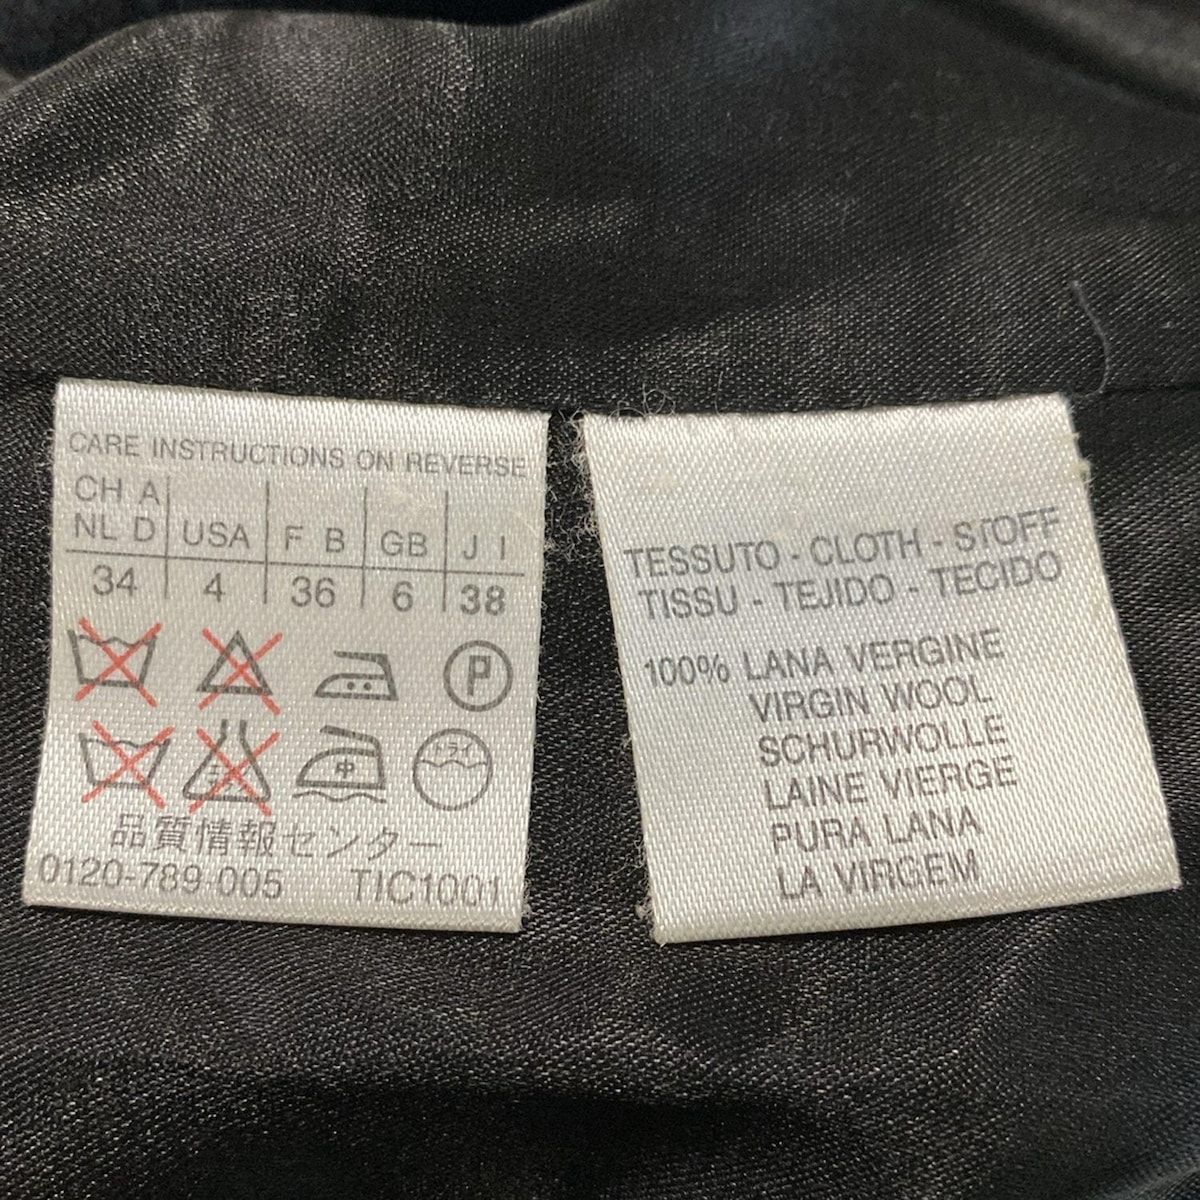 CARE INSTRUCTIONS ON REVERSE
CH A
NL D USA F B GB J I
34 4 36 6 38
P
中 ドライ
品質情報センター
0120-789-005 TIC1001
TESSUTO - CLOTH - STOFF
TISSU - TEJIDO - TECIDO
100% LANA VERGINE
VIRGIN WOOL
SCHURWOLLE
LAINE VIERGE
PURA LANA
LA VIRGEM